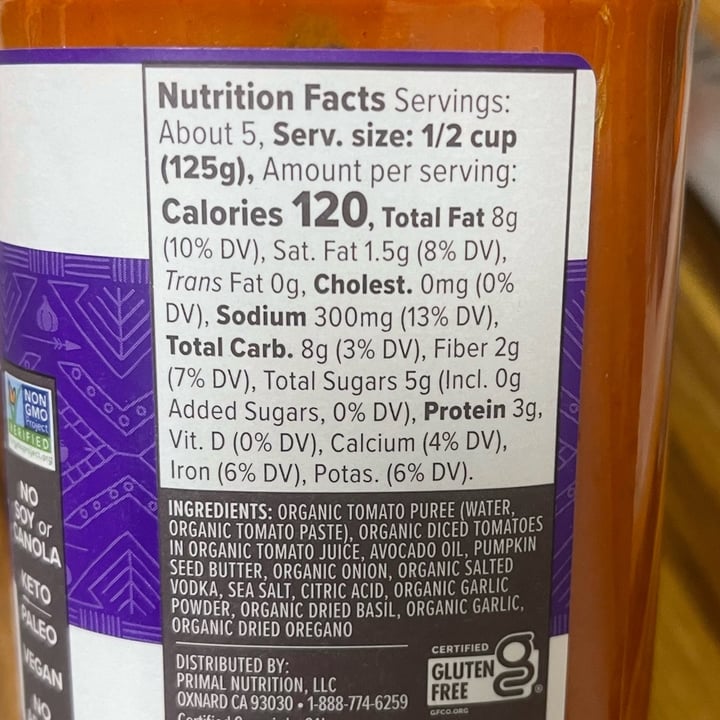 Nutrition Facts Servings:
About 5, Serv. size: 1/2 cup
(125g), Amount per serving:
Calories 120, Total Fat 8g
(10% DV), Sat. Fat 1.5g (8% DV),
Trans Fat 0g, Cholest. 0mg (0%
DV), Sodium 300mg (13% DV),
Total Carb. 8g (3% DV), Fiber 2g
(7% DV), Total Sugars 5g (Incl. 0g
Added Sugars, 0% DV), Protein 3g,
Vit. D (0% DV), Calcium (4% DV),
Iron (6% DV), Potas. (6% DV).
INGREDIENTS: ORGANIC TOMATO PUREE (WATER,
ORGANIC TOMATO PASTE), ORGANIC DICED TOMATOES
IN ORGANIC TOMATO JUICE, AVOCADO OIL, PUMPKIN
SEED BUTTER, ORGANIC ONION, ORGANIC SALTED
VODKA, SEA SALT, CITRIC ACID, ORGANIC GARLIC
POWDER, ORGANIC DRIED BASIL, ORGANIC GARLIC,
ORGANIC DRIED OREGANO
DISTRIBUTED BY:
PRIMAL NUTRITION, LLC
OXNARD CA 93030 • 1-888-774-6259
CERTIFIED
GLUTEN
FREE
GFCO.ORG
NON
GMO
Project
VERIFIED
NO
SOY or
CANOLA
KETO
PALEO
VEGAN
NO